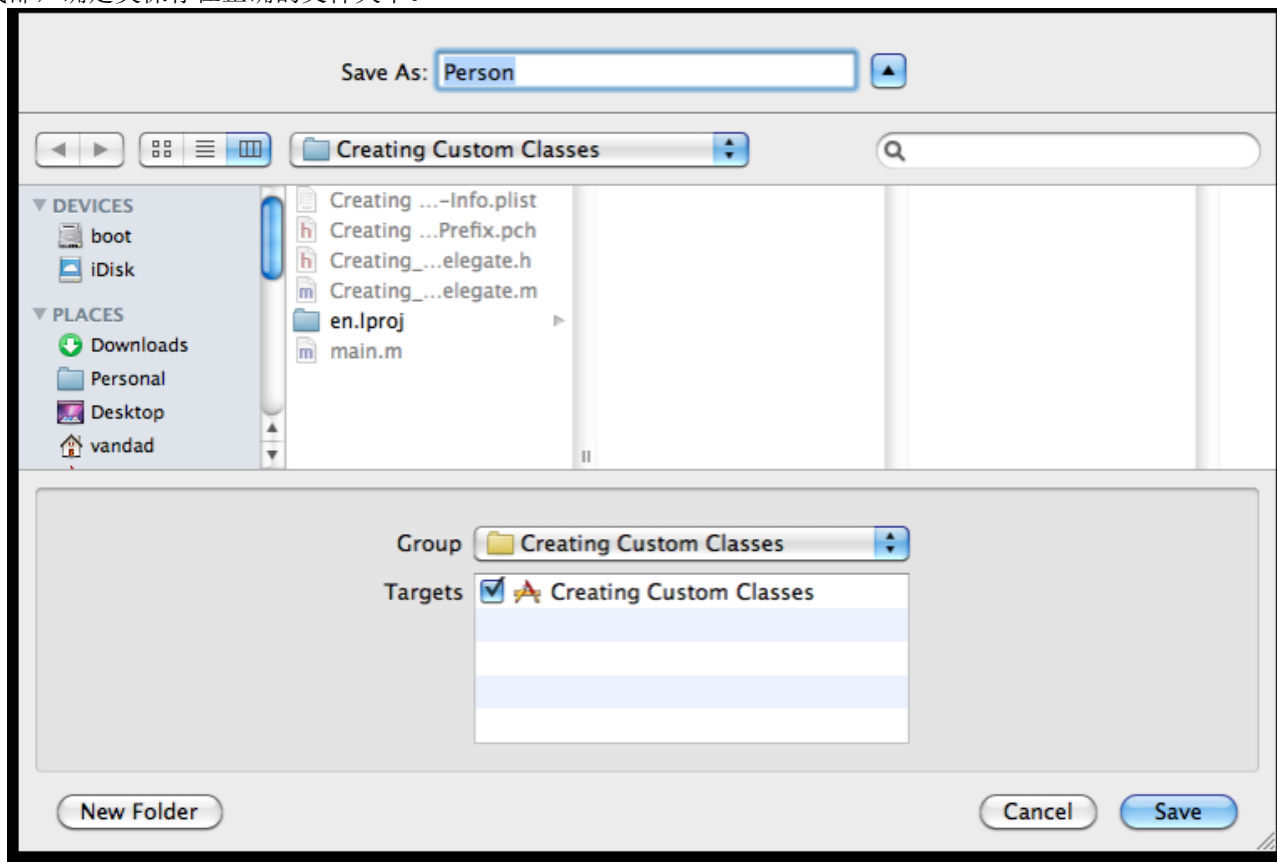 Save As: Person
Creating Custom Classes
DEVICES
boot
iDisk
PLACES
Downloads
Personal
Desktop
vandad
Creating ...-Info.plist
Creating ...Prefix.pch
Creating_...elegate.h
Creating_...elegate.m
en.lproj
main.m
Group Creating Custom Classes
Targets Creating Custom Classes
New Folder Cancel Save